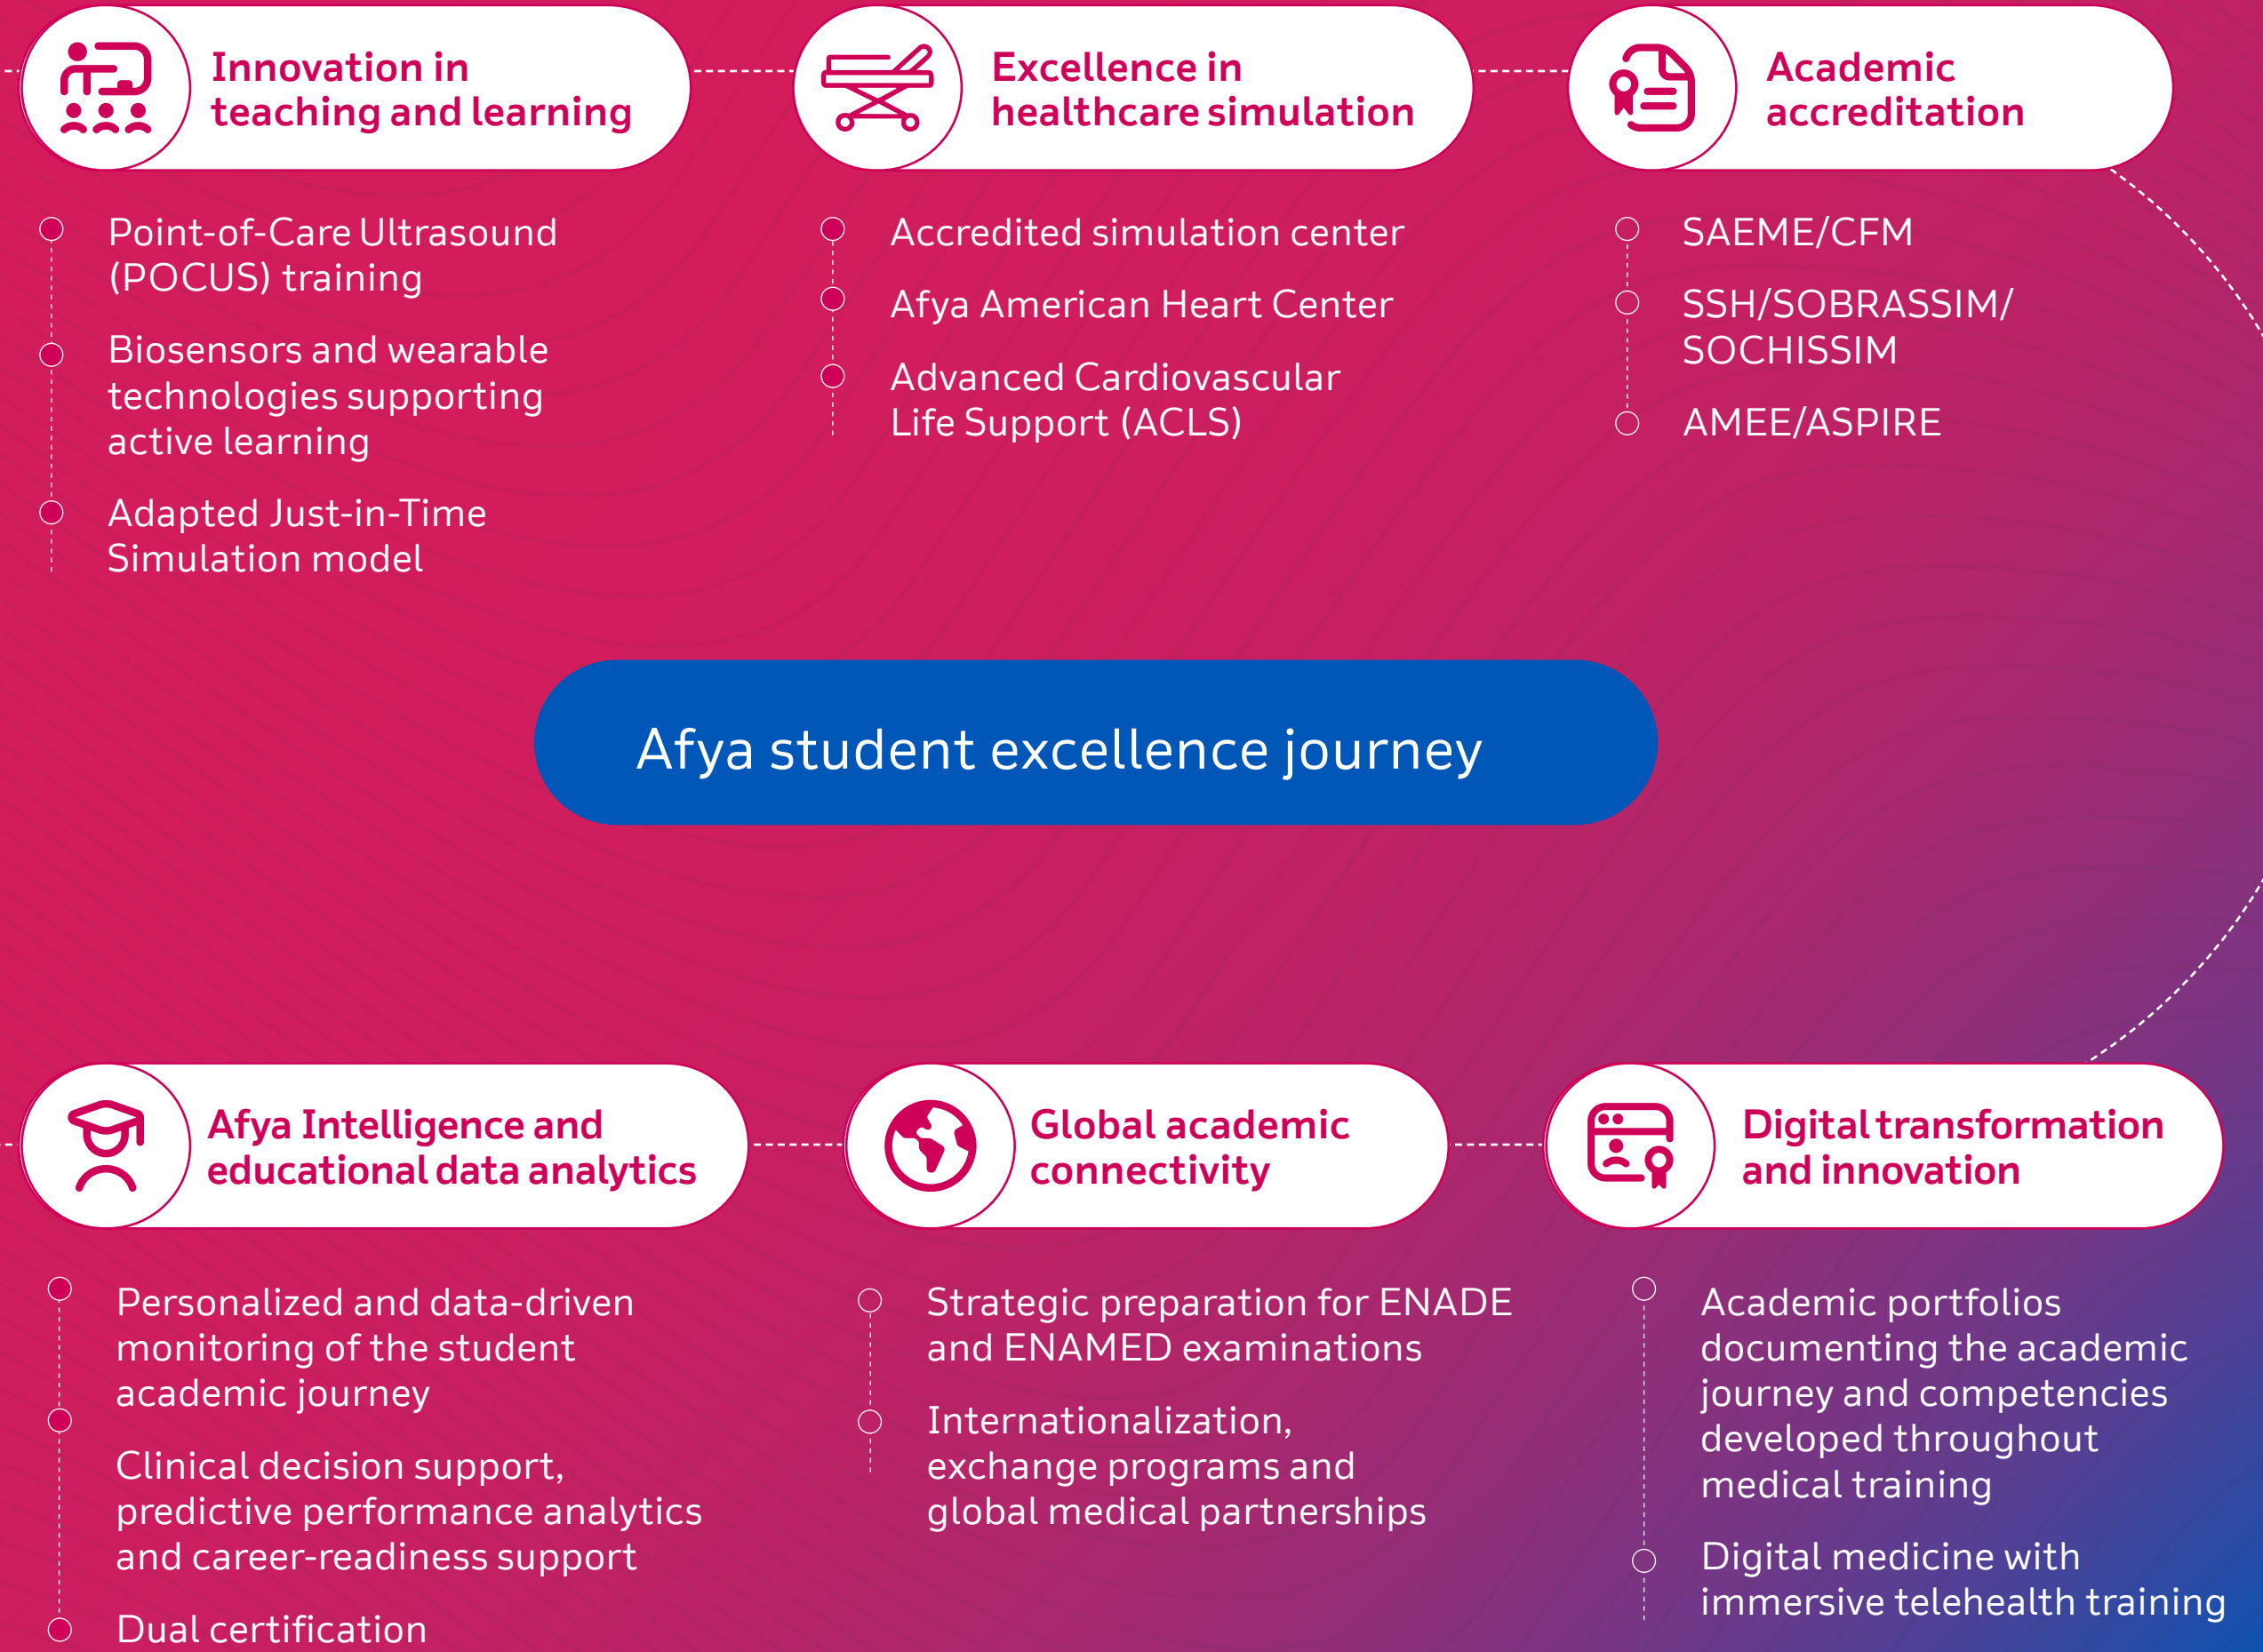 Innovation in
teaching and learning
Point-of-Care Ultrasound
(POCUS) training
Biosensors and wearable
technologies supporting
active learning
Adapted Just-in-Time
Simulation model
Excellence in
healthcare simulation
Accredited simulation center
Afya American Heart Center
Advanced Cardiovascular
Life Support (ACLS)
Academic
accreditation
SAEME/CFM
SSH/SOBRASSIM/
SOCHISSIM
AMEE/ASPIRE
Afya student excellence journey
Afya Intelligence and
educational data analytics
Personalized and data-driven
monitoring of the student
academic journey
Clinical decision support,
predictive performance analytics
and career-readiness support
Dual certification
Global academic
connectivity
Strategic preparation for ENADE
and ENAMED examinations
Internationalization,
exchange programs and
global medical partnerships
Digital transformation
and innovation
Academic portfolios
documenting the academic
journey and competencies
developed throughout
medical training
Digital medicine with
immersive telehealth training